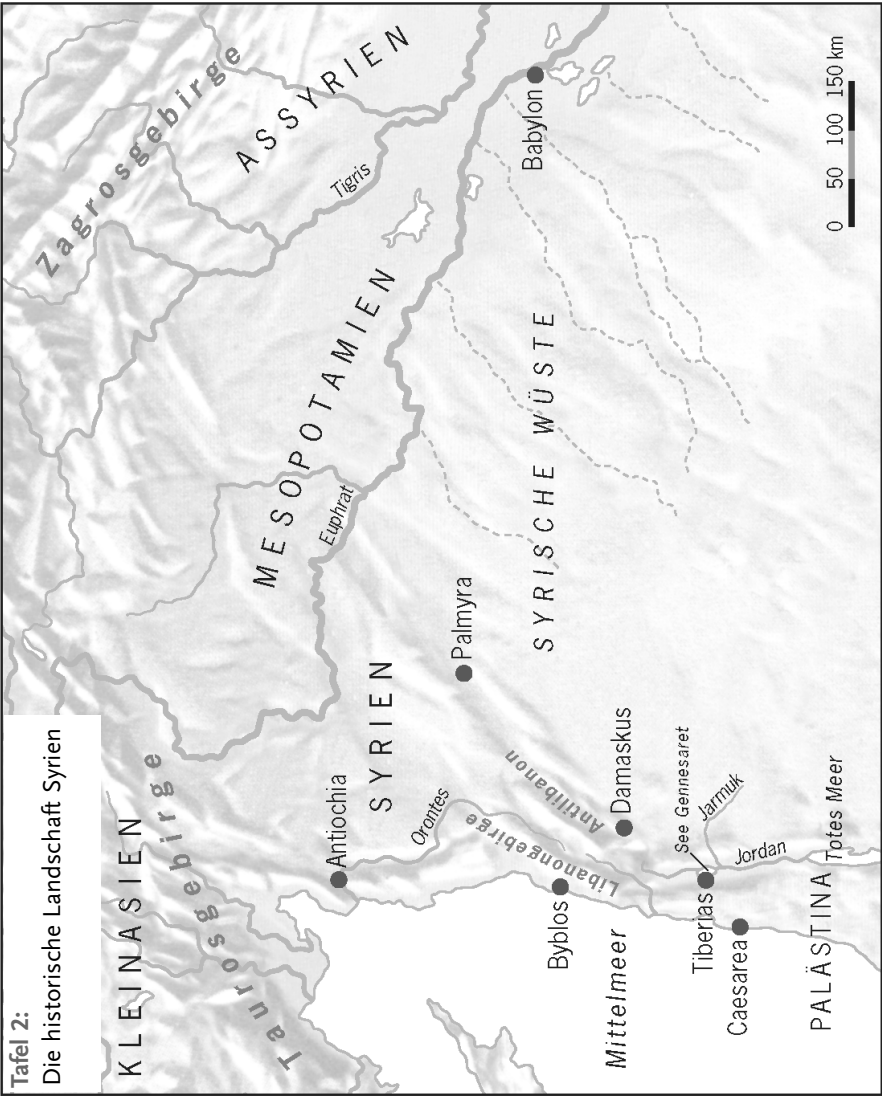 Tafel 2:
Die historische Landschaft Syrien
KLEINASIEN
Taurosgebirge
Zagrosgebirge
ASSYRIEN
Tigris
MESOPOTAMIEN
Euphrat
Antiochia
SYRIEN
Orontes
Palmyra
Babylon
SYRISCHE WÜSTE
Libanongebirge
Antilibanon
Byblos
Damaskus
Mittelmeer
See Gennesaret
Jarmuk
Tiberias
Jordan
Caesarea
PALÄSTINA
Totes Meer
0 50 100 150 km